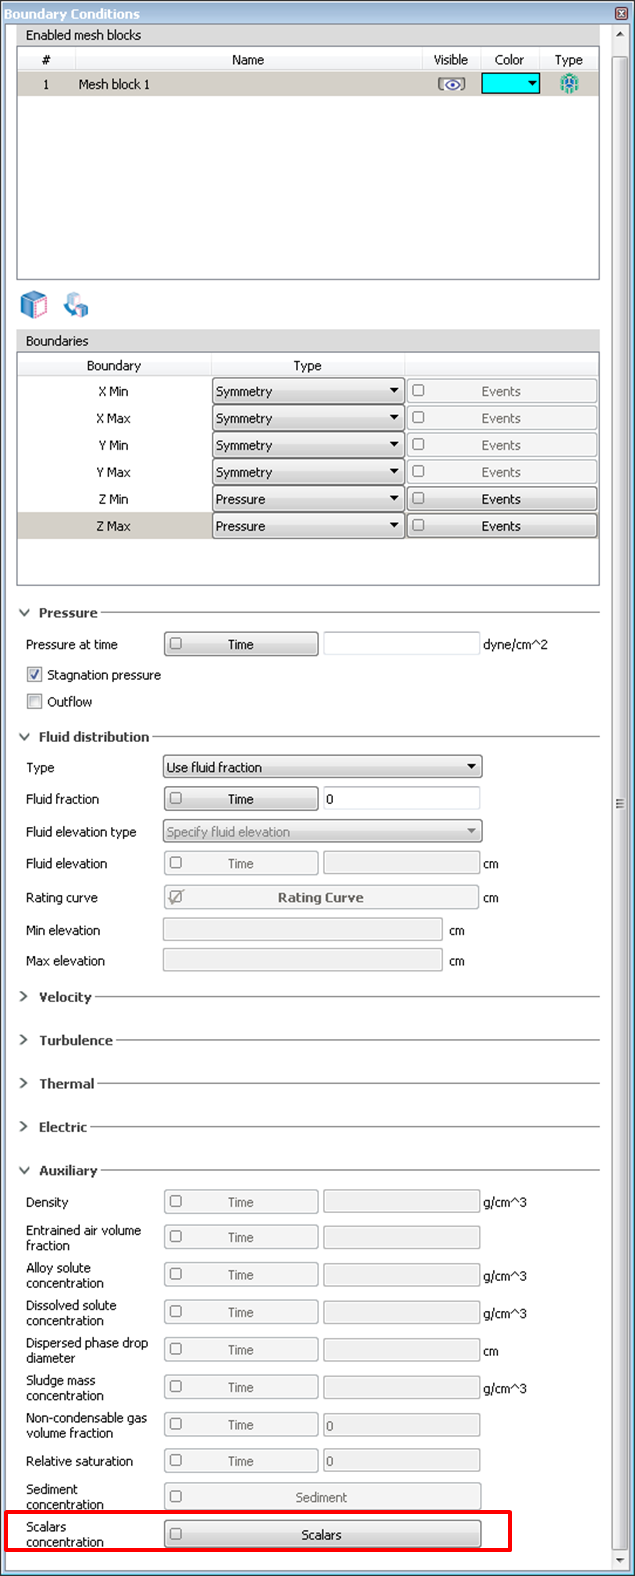 Boundary Conditions
Enabled mesh blocks
# Name Visible Color Type
1 Mesh block 1
Boundaries
Boundary Type
X Min Symmetry Events
X Max Symmetry Events
Y Min Symmetry Events
Y Max Symmetry Events
Z Min Pressure Events
Z Max Pressure Events
Pressure
Pressure at time Time dyne/cm^2
Stagnation pressure
Outflow
Fluid distribution
Type Use fluid fraction
Fluid fraction Time 0
Fluid elevation type Specify fluid elevation
Fluid elevation Time cm
Rating curve Rating Curve cm
Min elevation cm
Max elevation cm
Velocity
Turbulence
Thermal
Electric
Auxiliary
Density Time g/cm^3
Entrained air volume
fraction Time
Alloy solute
concentration Time g/cm^3
Dissolved solute
concentration Time g/cm^3
Dispersed phase drop
diameter Time cm
Sludge mass
concentration Time g/cm^3
Non-condensable gas
volume fraction Time 0
Relative saturation Time 0
Sediment
concentration Sediment
Scalars
concentration Scalars